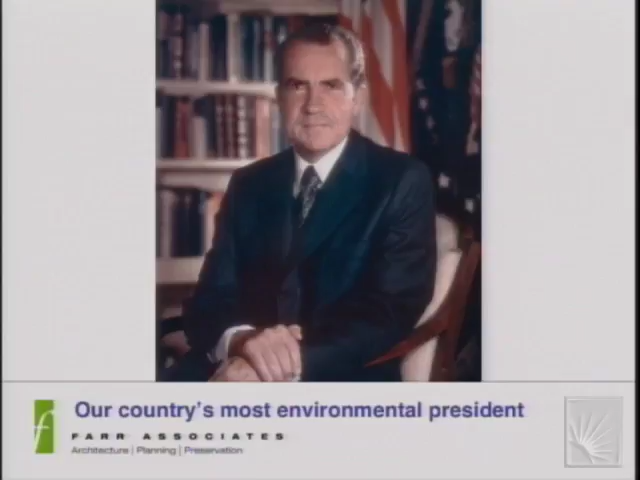 Our country's most environmental president
f
FARR ASSOCIATES
Architecture | Planning | Preservation